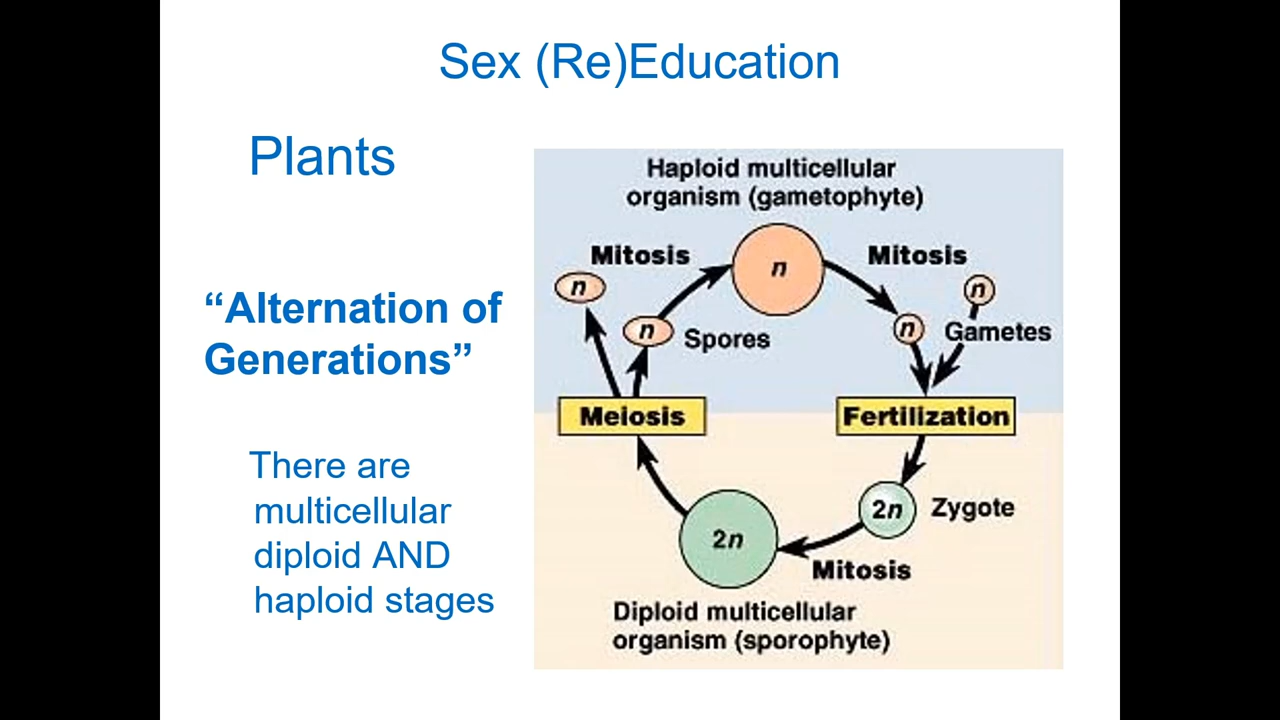 Sex (Re)Education
Plants
“Alternation of
Generations”
There are
multicellular
diploid AND
haploid stages
Haploid multicellular
organism (gametophyte)
Mitosis
Mitosis
n
n
n
n
Spores
n
Gametes
Meiosis
Fertilization
2n
Zygote
2n
Mitosis
Diploid multicellular
organism (sporophyte)